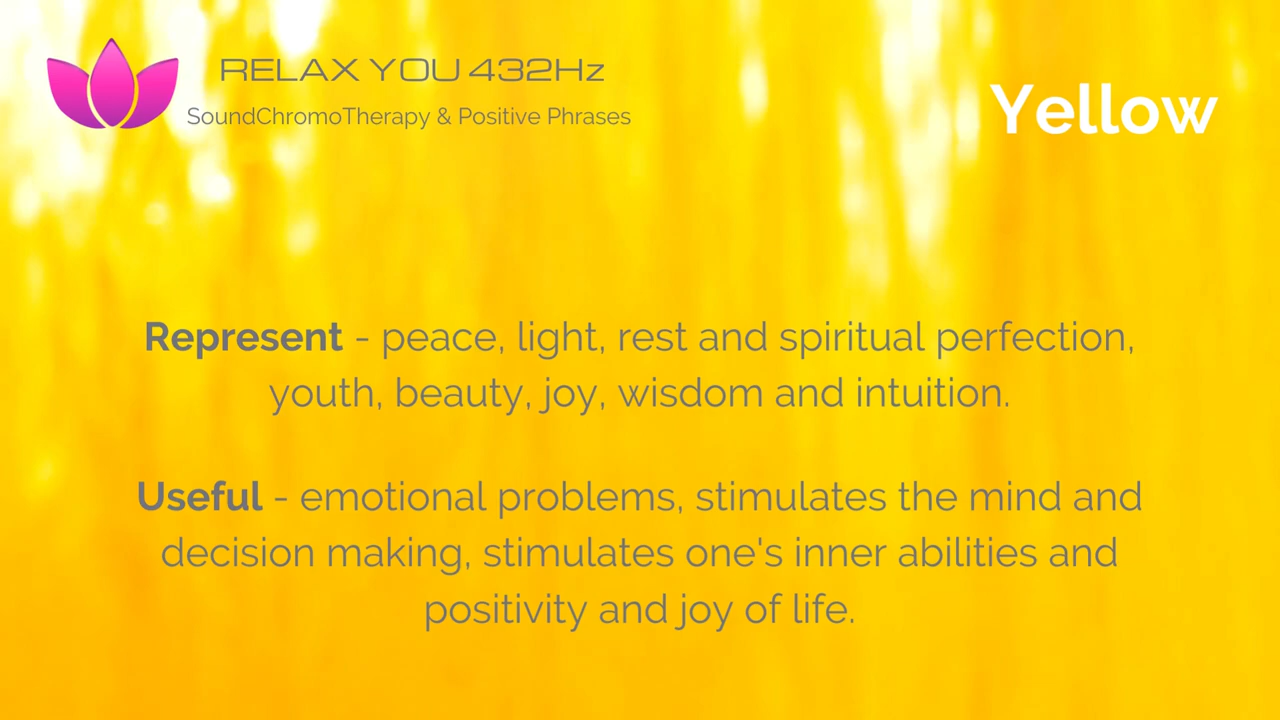 RELAX YOU 432Hz
SoundChromoTherapy & Positive Phrases
Yellow
Represent - peace, light, rest and spiritual perfection,
youth, beauty, joy, wisdom and intuition.
Useful - emotional problems, stimulates the mind and
decision making, stimulates one's inner abilities and
positivity and joy of life.